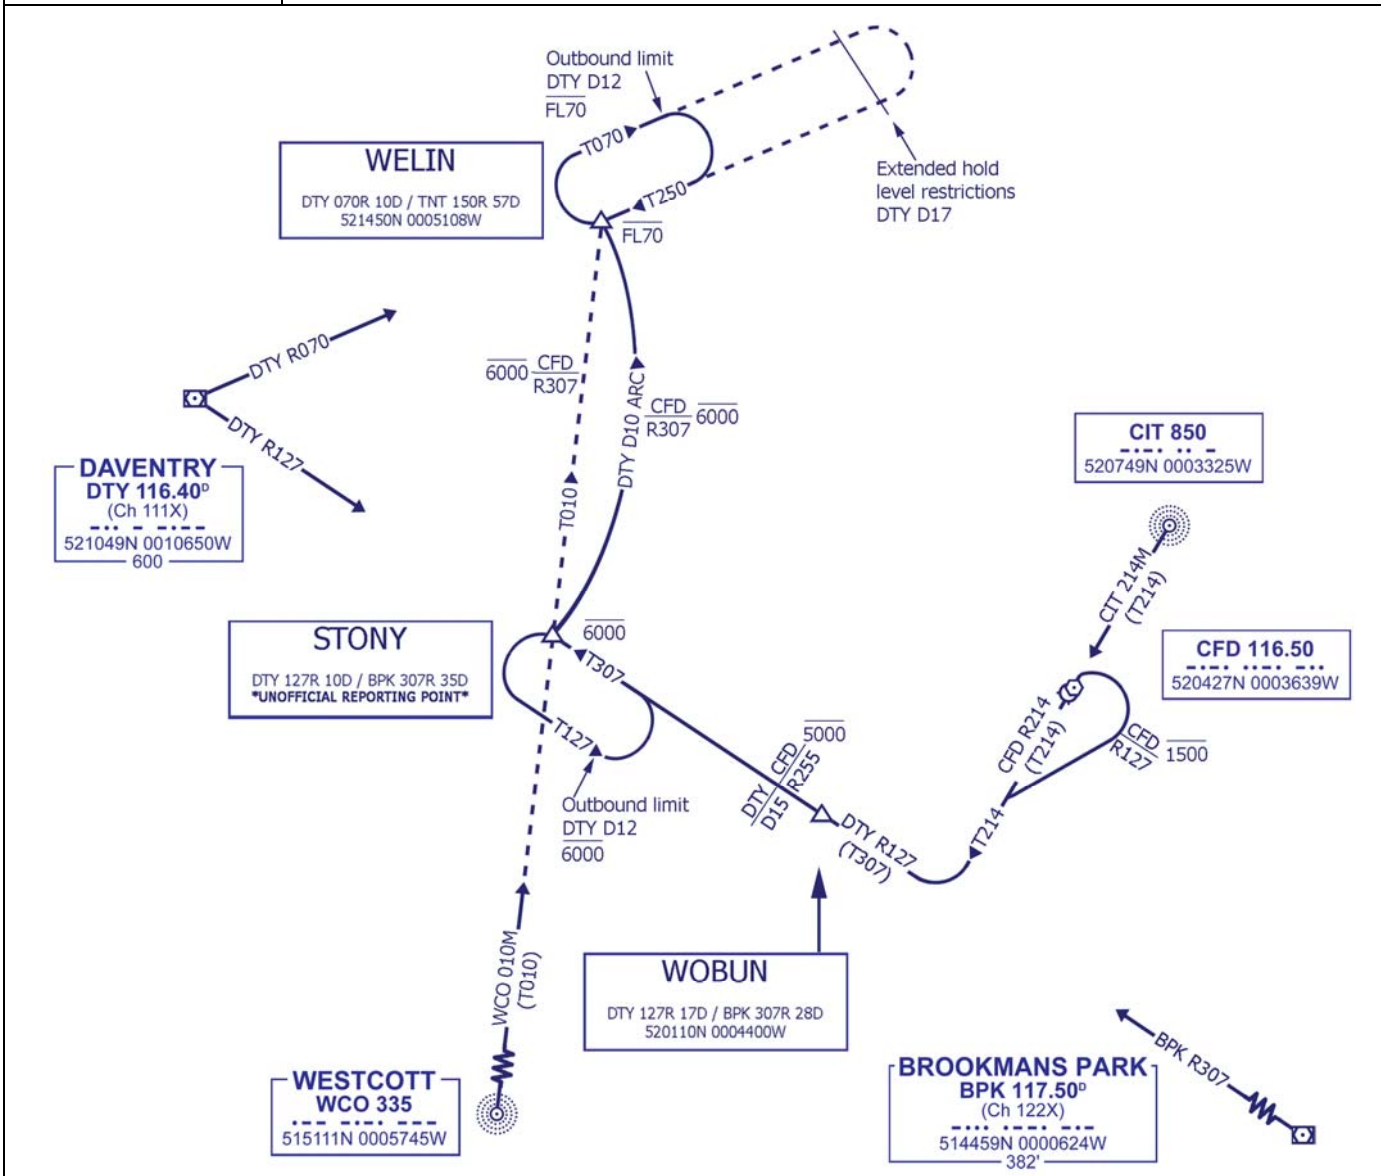 Outbound limit
DTY D12
FL70
T070
T250
FL70
Extended hold
level restrictions
DTY D17
WELIN
DTY 070R 10D / TNT 150R 57D
521450N 0005108W
DTY R070
DTY R127
DAVENTRY
DTY 116.40ᴰ
(Ch 111X)
521049N 0010650W
600
6000 CFD
R307
DTY D10 ARC
CFD 6000
R307
T010
CIT 850
520749N 0003325W
CIT 214M
(T214)
CFD 116.50
520427N 0003639W
CFD R214
(T214)
CFD 1500
R127
T214
STONY
DTY 127R 10D / BPK 307R 35D
*UNOFFICIAL REPORTING POINT*
6000
T307
T127
Outbound limit
DTY D12
6000
DTY CFD 5000
D15 R255
DTY R127
(T307)
WOBUN
DTY 127R 17D / BPK 307R 28D
520110N 0004400W
WCO 010M
(T010)
WESTCOTT
WCO 335
515111N 0005745W
BPK R307
BROOKMANS PARK
BPK 117.50ᴰ
(Ch 122X)
514459N 0000624W
382'